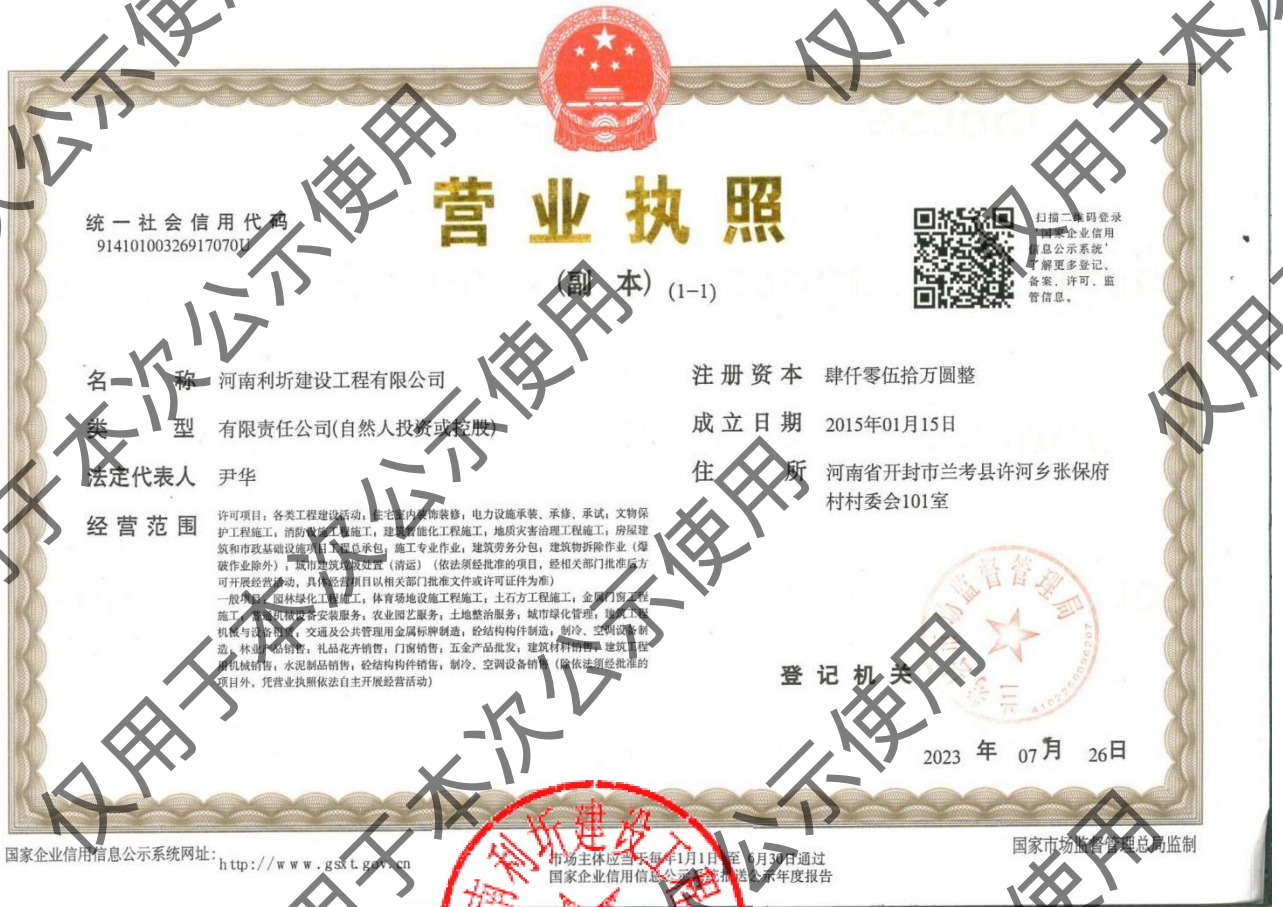 营业执照
(副 本) (1-1)
统一社会信用代码
91410100326917070U
扫描二维码登录
'国家企业信用
信息公示系统'
了解更多登记、
备案、许可、监
管信息。
名 称 河南利圻建设工程有限公司
类 型 有限责任公司(自然人投资或控股)
法定代表人 尹华
经营范围 许可项目：各类工程建设活动；住宅室内装饰装修；电力设施承装、承修、承试；文物保
护工程施工；消防设施工程施工；建筑智能化工程施工；地质灾害治理工程施工；房屋建
筑和市政基础设施项目工程总承包；施工专业作业；建筑劳务分包；建筑物拆除作业（爆
破作业除外）；城市建筑垃圾处置（清运）（依法须经批准的项目，经相关部门批准后方
可开展经营活动，具体经营项目以相关部门批准文件或许可证件为准）
一般项目：园林绿化工程施工；体育场地设施工程施工；土石方工程施工；金属门窗工程
施工；普通机械设备安装服务；农业园艺服务；土地整治服务；城市绿化管理；建筑工程
机械与设备租赁；交通及公共管理用金属标牌制造；砼结构构件制造；制冷、空调设备制
造；林业产品销售；礼品花卉销售；门窗销售；五金产品批发；建筑材料销售；建筑工程
用机械销售；水泥制品销售；砼结构构件销售；制冷、空调设备销售（除依法须经批准的
项目外，凭营业执照依法自主开展经营活动）
注册资本 肆仟零伍拾万圆整
成立日期 2015年01月15日
住 所 河南省开封市兰考县许河乡张保府
村村委会101室
登记机关
场监督管理局
2023 年 07月 26日
国家企业信用信息公示系统网址：http://www.gsxt.gov.cn
市场主体应当于每年1月1日 至 6月30日通过
国家企业信用信息公示系统报送公示年度报告
国家市场监督管理总局监制
南利圻建设工程
仅用于本次公示使用